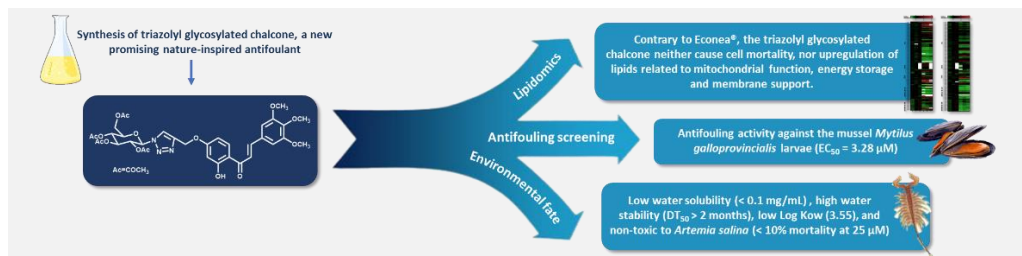 Synthesis of triazolyl glycosylated chalcone, a new
promising nature-inspired antifoulant
OAc
AcO
AcO
OAc
O
N
N=N
O
OH
O
OCH₃
OCH₃
OCH₃
Ac=COCH₃
Lipidomics
Antifouling screening
Environmental fate
Contrary to Econea®, the triazolyl glycosylated
chalcone neither cause cell mortality, nor upregulation of
lipids related to mitochondrial function, energy storage
and membrane support.
Antifouling activity against the mussel Mytilus
galloprovincialis larvae (EC₅₀ = 3.28 μM)
Low water solubility (< 0.1 mg/mL) , high water
stability (DT₅₀ > 2 months), low Log Kow (3.55), and
non-toxic to Artemia salina (< 10% mortality at 25 μM)